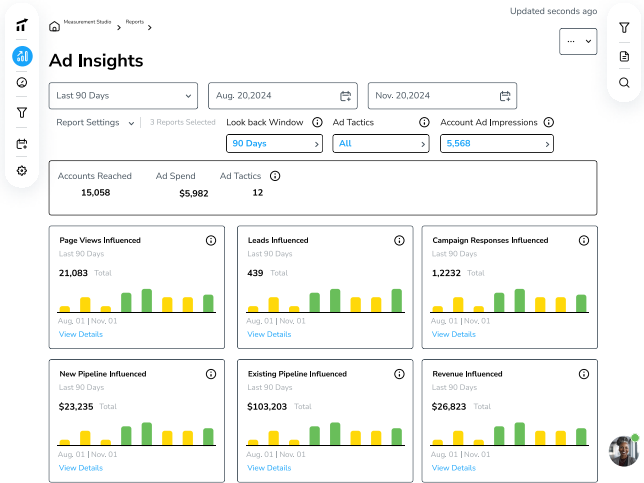 Updated seconds ago
Measurement Studio
Reports
Ad Insights
Last 90 Days
Aug. 20,2024
Nov. 20,2024
Report Settings
3 Reports Selected
Look back Window
Ad Tactics
Account Ad Impressions
90 Days
All
5,568
Accounts Reached
Ad Spend
Ad Tactics
15,058
$5,982
12
Page Views Influenced
Last 90 Days
21,083 Total
Aug, 01 | Nov, 01
View Details
Leads Influenced
Last 90 Days
439 Total
Aug, 01 | Nov, 01
View Details
Campaign Responses Influenced
Last 90 Days
1,2232 Total
Aug, 01 | Nov, 01
View Details
New Pipeline Influenced
Last 90 Days
$23,235 Total
Aug, 01 | Nov, 01
View Details
Existing Pipeline Influenced
Last 90 Days
$103,203 Total
Aug, 01 | Nov, 01
View Details
Revenue Influenced
Last 90 Days
$26,823 Total
Aug, 01 | Nov, 01
View Details